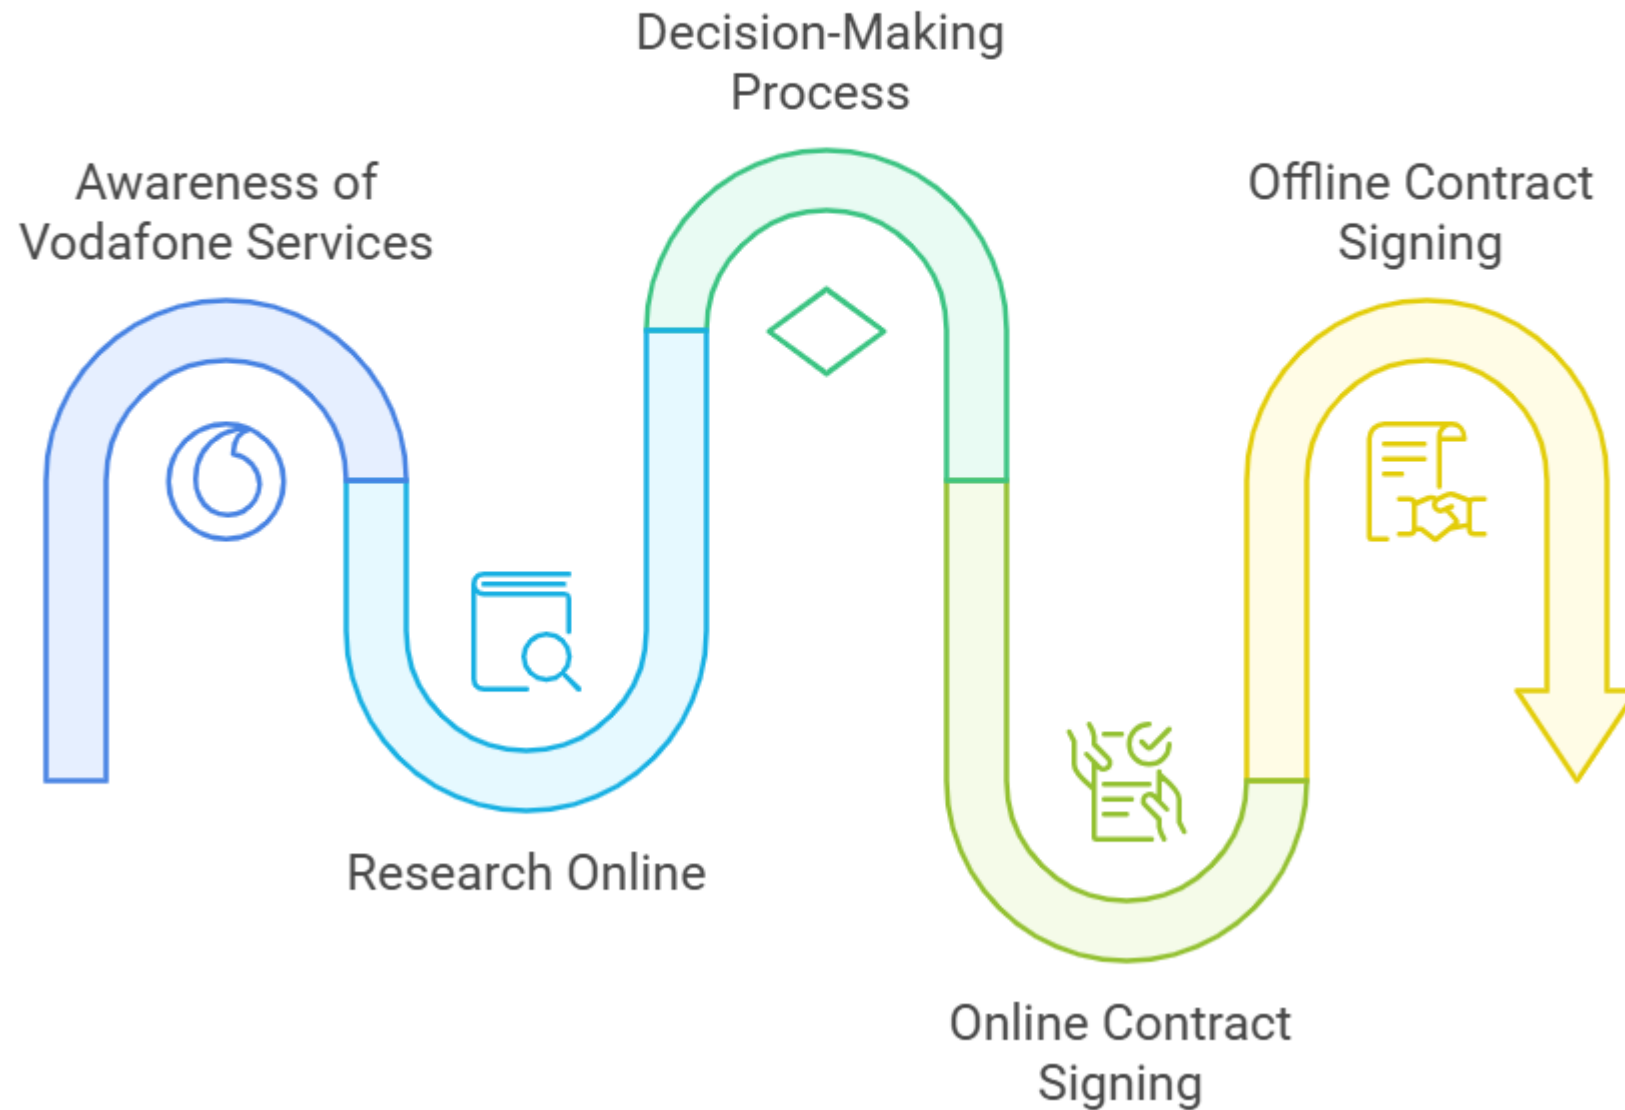 Decision-Making
Process
Awareness of
Vodafone Services
Offline Contract
Signing
Research Online
Online Contract
Signing